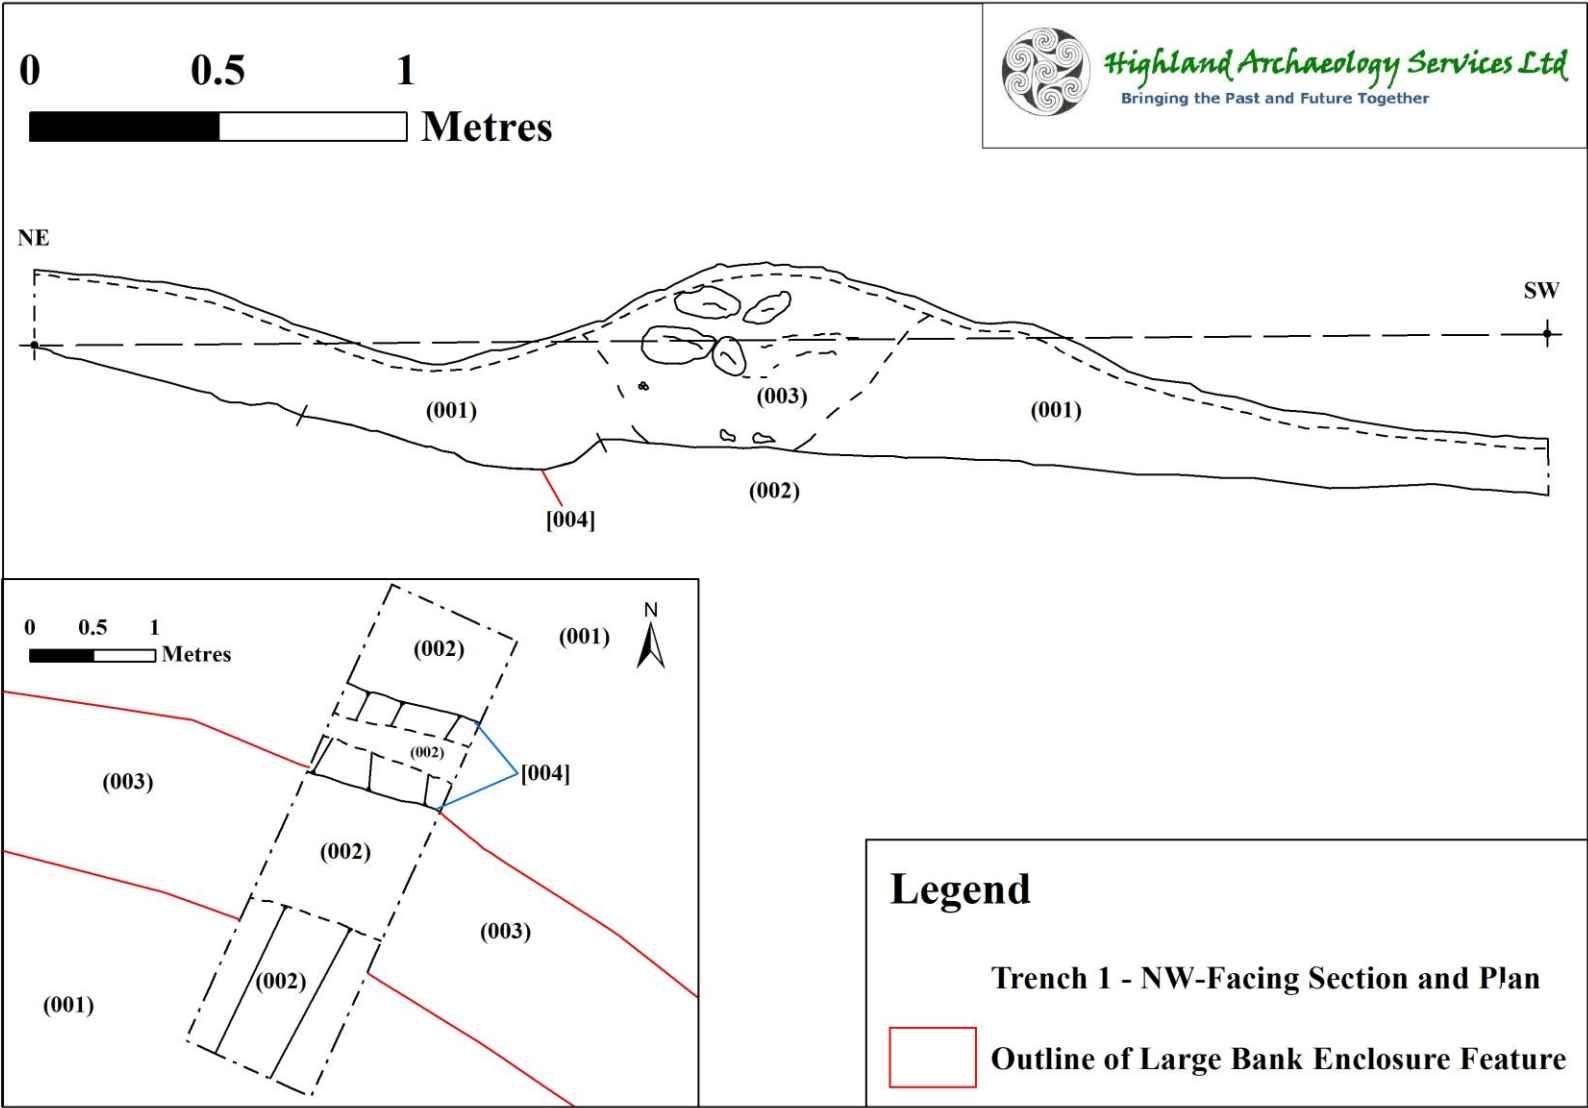 0 0.5 1
Metres
Highland Archaeology Services Ltd
Bringing the Past and Future Together
NE
SW
(001)
(003)
(001)
(002)
[004]
0 0.5 1
Metres
N
(001)
(002)
(002)
[004]
(003)
(002)
(003)
(002)
(001)
Legend
Trench 1 - NW-Facing Section and Plan
Outline of Large Bank Enclosure Feature